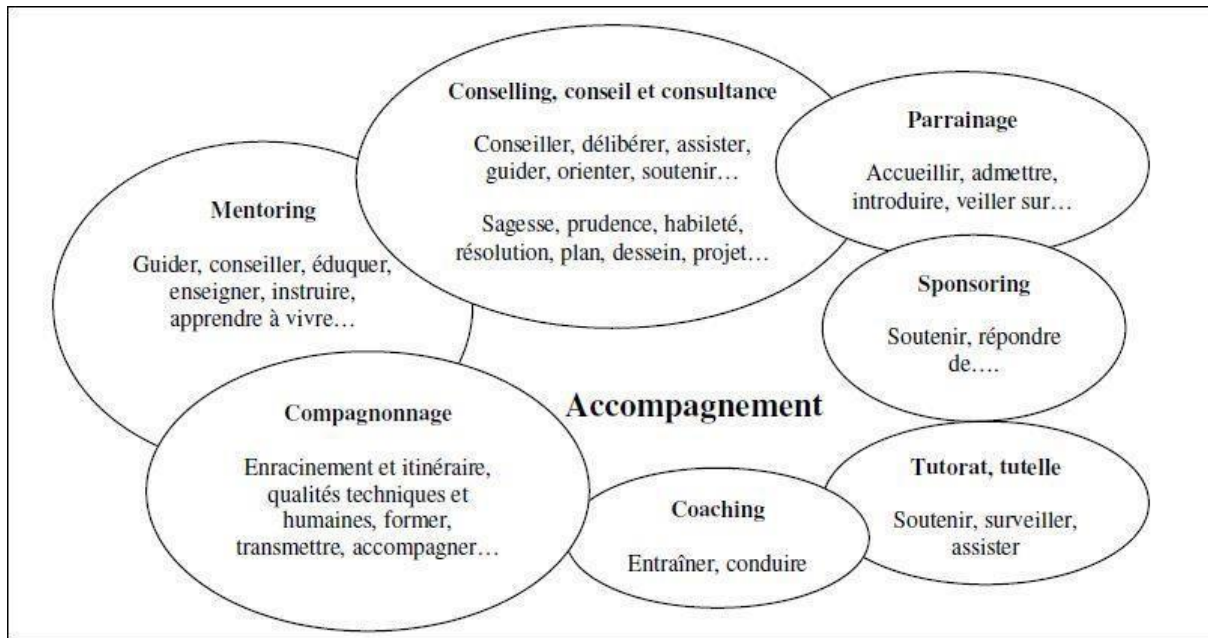 Conselling, conseil et consultance
Conseiller, délibérer, assister,
guider, orienter, soutenir…
Sagesse, prudence, habileté,
résolution, plan, dessein, projet…
Parrainage
Accueillir, admettre,
introduire, veiller sur…
Mentoring
Guider, conseiller, éduquer,
enseigner, instruire,
apprendre à vivre…
Sponsoring
Soutenir, répondre
de….
Accompagnement
Compagnonnage
Enracinement et itinéraire,
qualités techniques et
humaines, former,
transmettre, accompagner…
Coaching
Entraîner, conduire
Tutorat, tutelle
Soutenir, surveiller,
assister